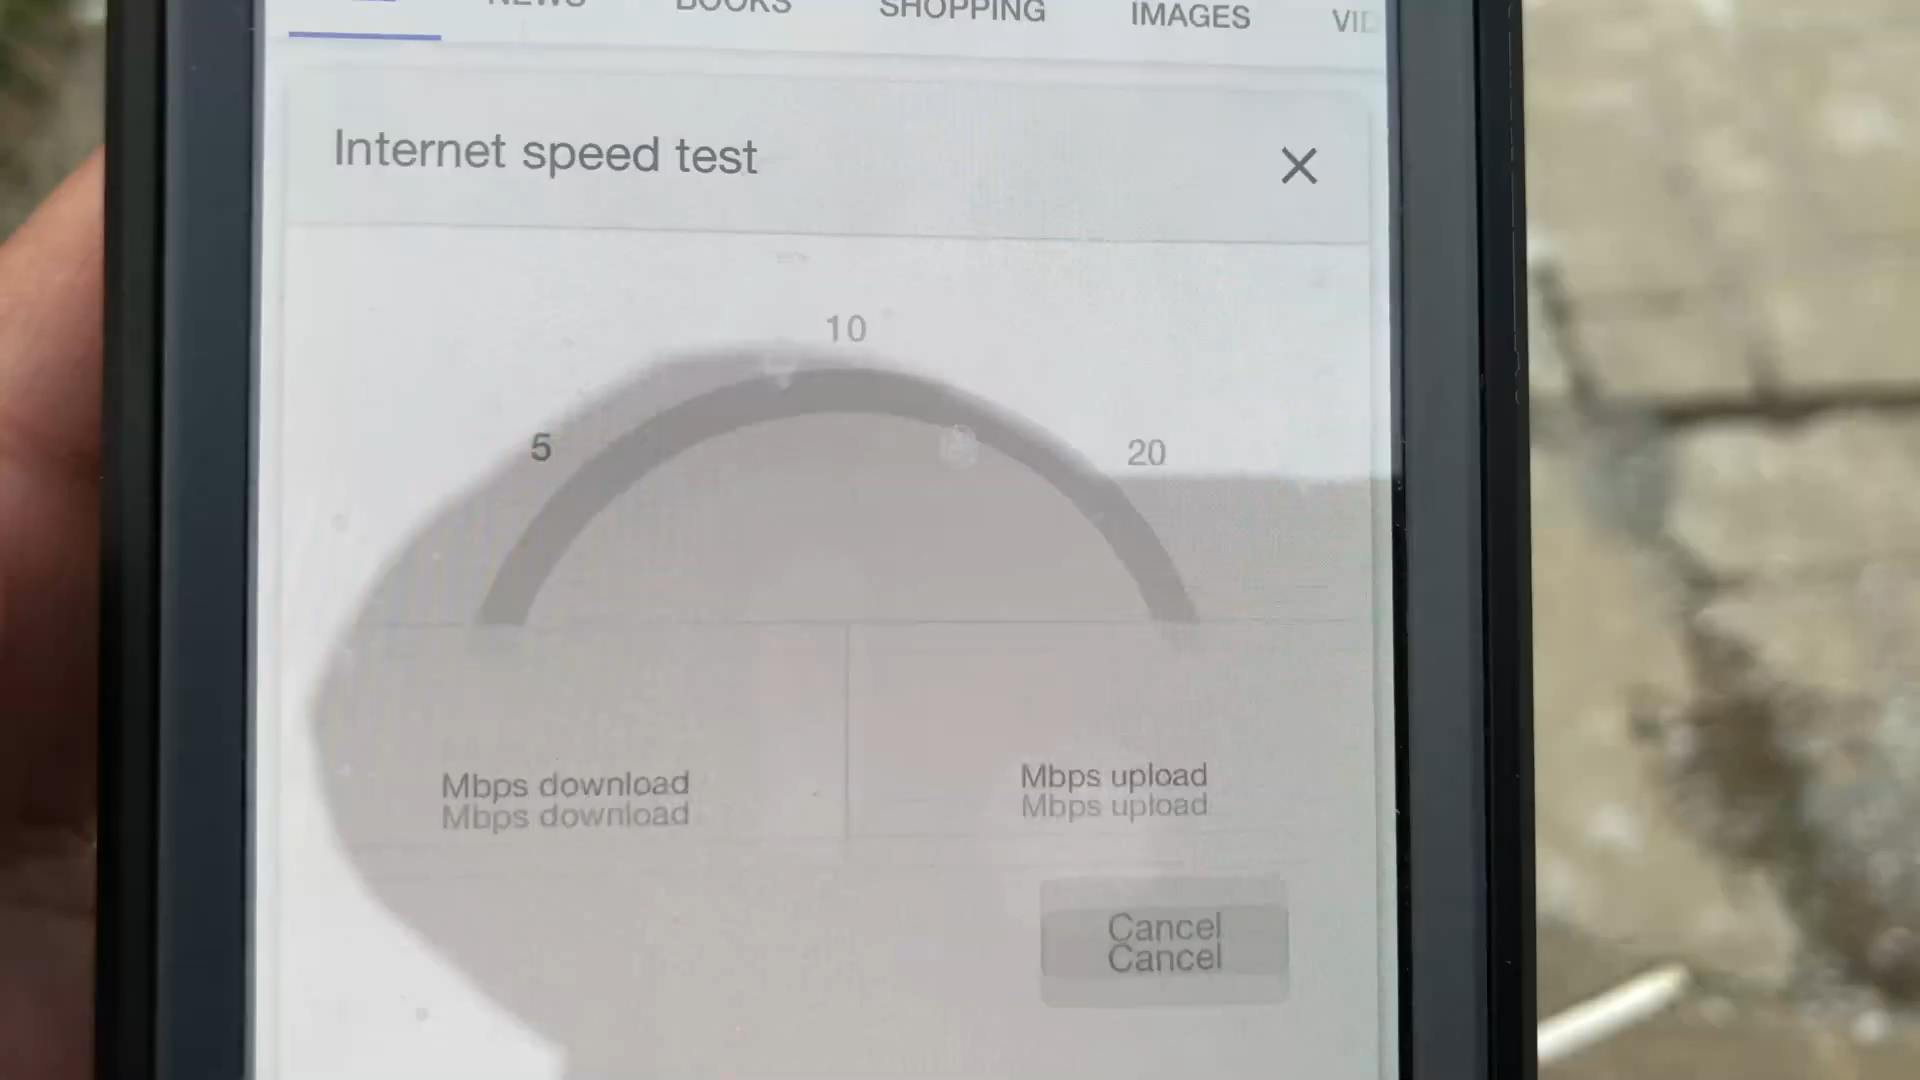 NEWS BOOKS SHOPPING IMAGES
Internet speed test
10
5
20
Mbps download
Mbps download
Mbps upload
Mbps upload
Cancel
Cancel